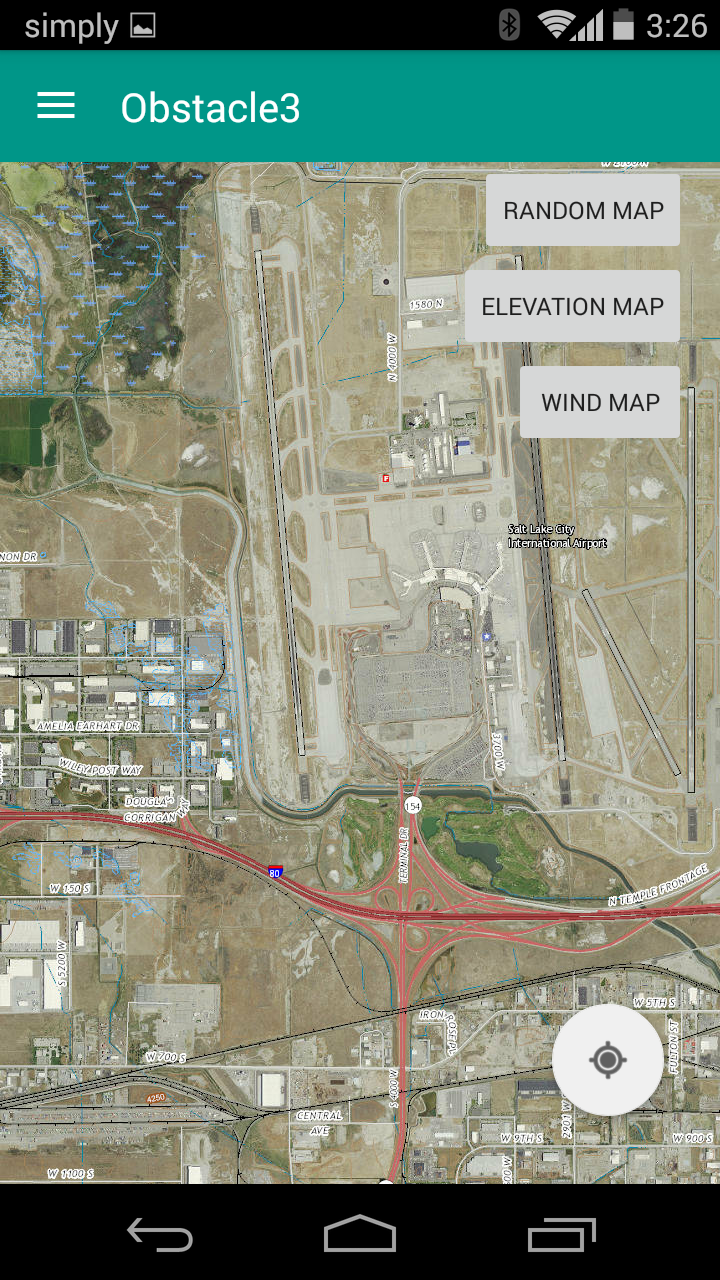 simply
3:26
Obstacle3
RANDOM MAP
1580 N
ELEVATION MAP
N 4000 W
WIND MAP
Salt Lake City
International Airport
NON DR
AMELIA EARHART DR
3700 W
WILEY POST WAY
DOUGLAS
CORRIGAN WAY
154
TERMINAL DR
80
W 150 S
N TEMPLE FRONTAGE
S 5200 W
W 5TH S
IRON
ROSE PL
FULTON ST
W 700 S
4250
S 4000 W
CENTRAL
AVE
2901 W
W 9TH S
W 900 S
W 1100 S